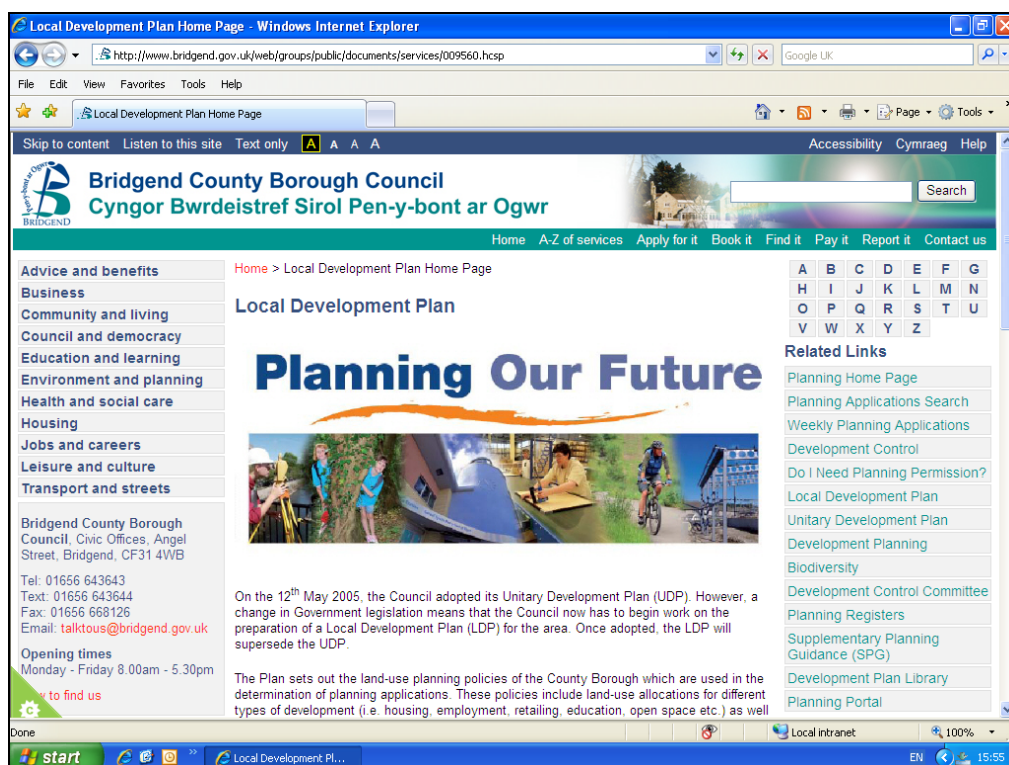 Local Development Plan Home Page - Windows Internet Explorer
http://www.bridgend.gov.uk/web/groups/public/documents/services/009560.hcsp
Google UK
File Edit View Favorites Tools Help
Local Development Plan Home Page
Page Tools
Skip to content Listen to this site Text only A A A A
Accessibility Cymraeg Help
BRIDGEND
Bridgend County Borough Council
Cyngor Bwrdeistref Sirol Pen-y-bont ar Ogwr
Search
Home A-Z of services Apply for it Book it Find it Pay it Report it Contact us
Advice and benefits
Business
Community and living
Council and democracy
Education and learning
Environment and planning
Health and social care
Housing
Jobs and careers
Leisure and culture
Transport and streets
Bridgend County Borough
Council, Civic Offices, Angel
Street, Bridgend, CF31 4WB
Tel: 01656 643643
Text: 01656 643644
Fax: 01656 668126
Email: talktous@bridgend.gov.uk
Opening times
Monday - Friday 8.00am - 5.30pm
to find us
Home > Local Development Plan Home Page
Local Development Plan
Planning Our Future
On the 12th May 2005, the Council adopted its Unitary Development Plan (UDP). However, a
change in Government legislation means that the Council now has to begin work on the
preparation of a Local Development Plan (LDP) for the area. Once adopted, the LDP will
supersede the UDP.
The Plan sets out the land-use planning policies of the County Borough which are used in the
determination of planning applications. These policies include land-use allocations for different
types of development (i.e. housing, employment, retailing, education, open space etc.) as well
A B C D E F G
H I J K L M N
O P Q R S T U
V W X Y Z
Related Links
Planning Home Page
Planning Applications Search
Weekly Planning Applications
Development Control
Do I Need Planning Permission?
Local Development Plan
Unitary Development Plan
Development Planning
Biodiversity
Development Control Committee
Planning Registers
Supplementary Planning
Guidance (SPG)
Development Plan Library
Planning Portal
Done
Local intranet
100%
start
Local Development Pl...
EN
15:55